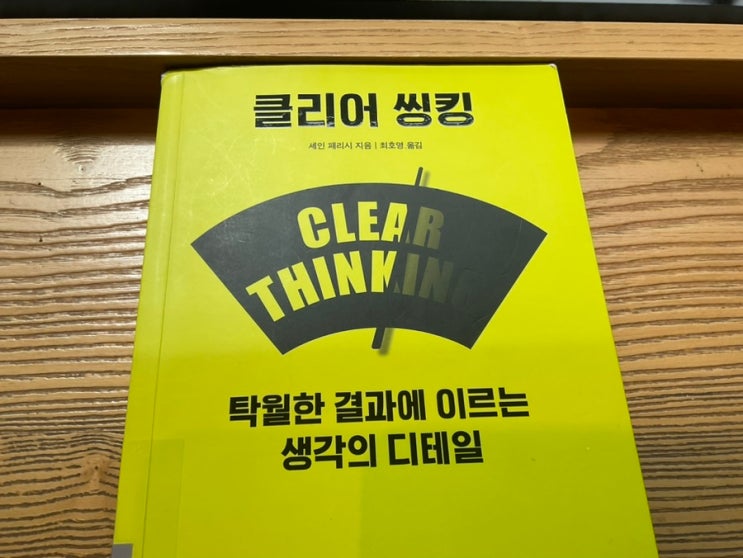 클리어 씽킹
셰인 패리시 지음 | 최호영 옮김
CLEAR
THINKING
탁월한 결과에 이르는
생각의 디테일